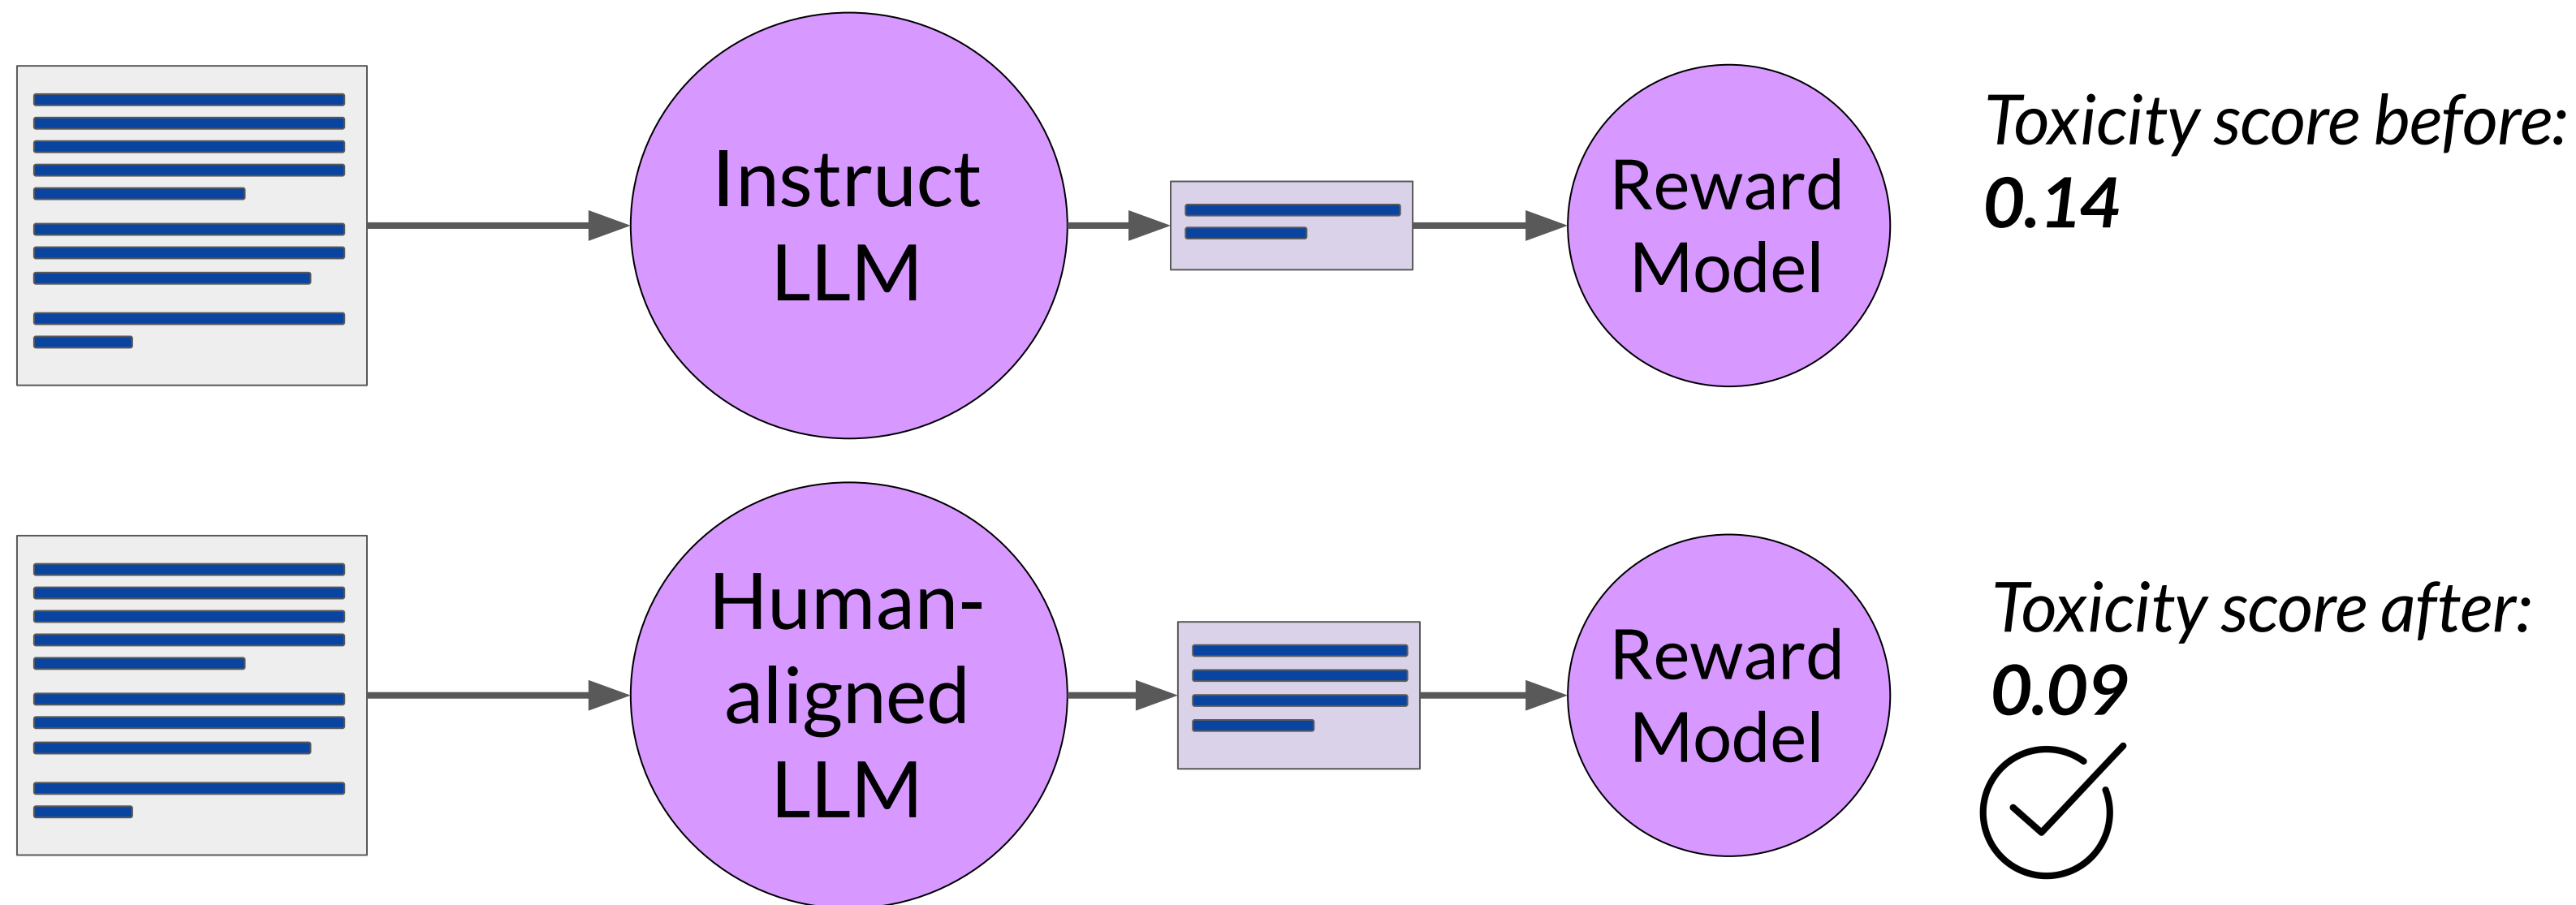 Instruct
LLM
Reward
Model
Toxicity score before:
0.14
Human-
aligned
LLM
Reward
Model
Toxicity score after:
0.09